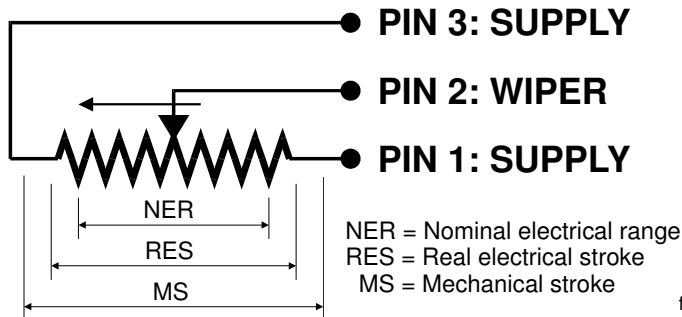 PIN 3: SUPPLY
PIN 2: WIPER
PIN 1: SUPPLY
NER
RES
MS
NER = Nominal electrical range
RES = Real electrical stroke
MS = Mechanical stroke
f